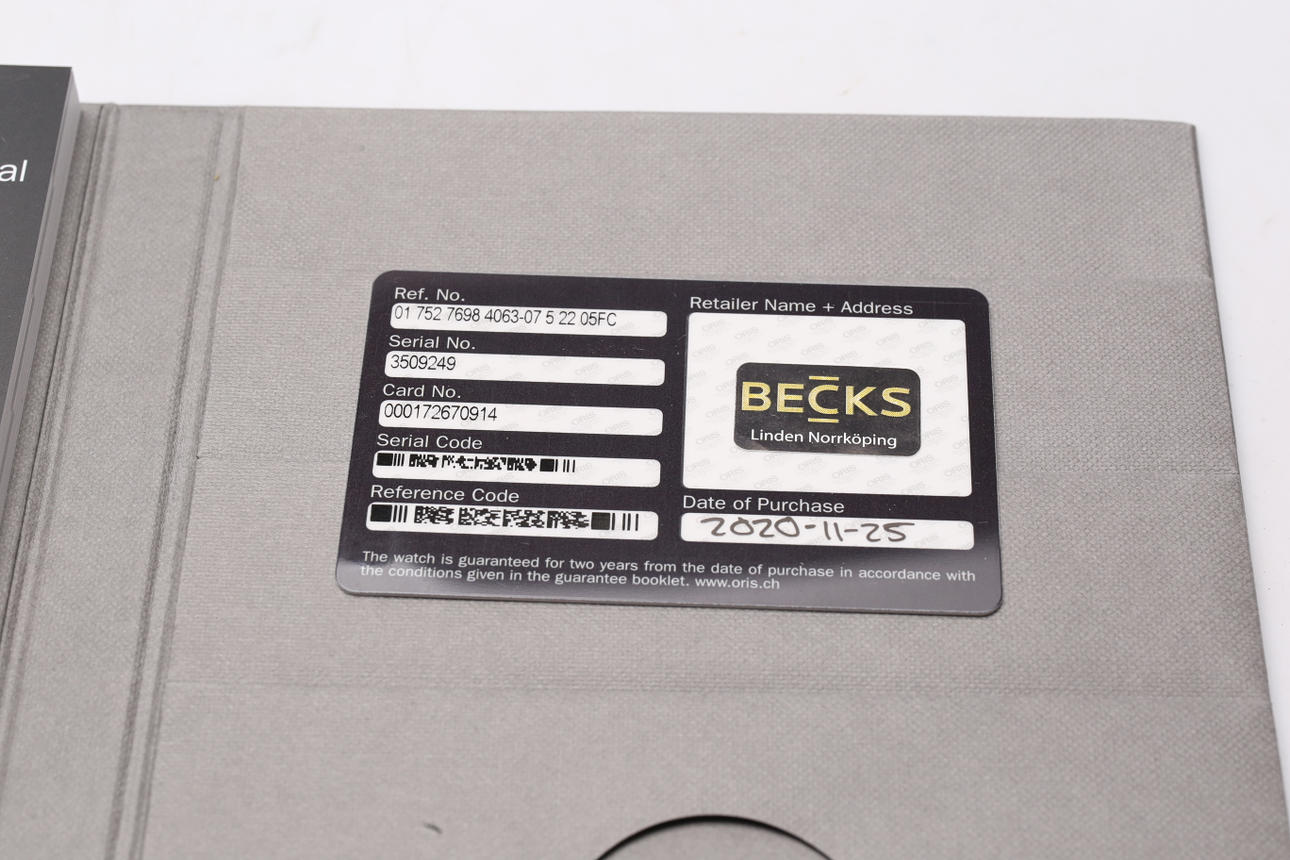 al
Ref. No.
01 752 7698 4063-07 5 22 05FC
Serial No.
3509249
Card No.
000172670914
Serial Code
Reference Code
Retailer Name + Address
BECKS
Linden Norrköping
Date of Purchase
2020-11-25
The watch is guaranteed for two years from the date of purchase in accordance with
the conditions given in the guarantee booklet. www.oris.ch